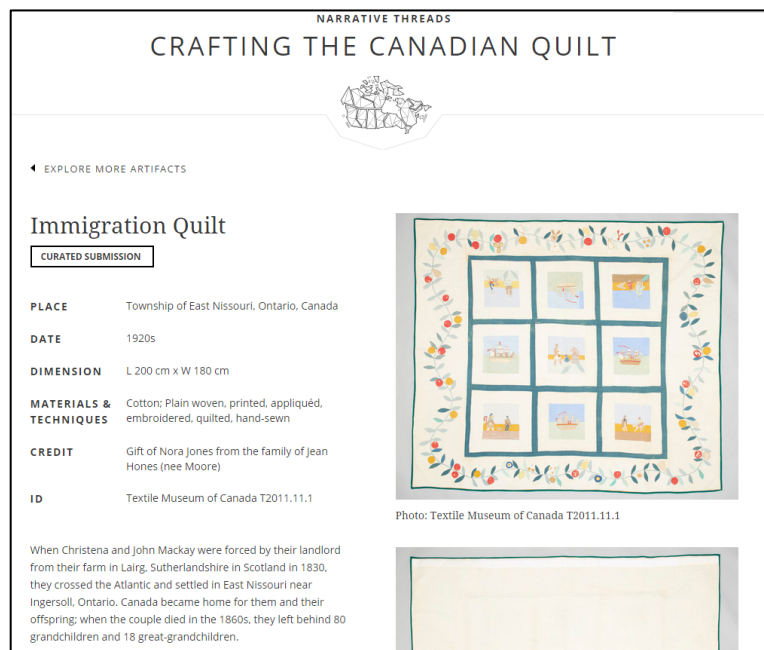 NARRATIVE THREADS
CRAFTING THE CANADIAN QUILT
EXPLORE MORE ARTIFACTS
Immigration Quilt
CURATED SUBMISSION
PLACE Township of East Nissouri, Ontario, Canada
DATE 1920s
DIMENSION L 200 cm x W 180 cm
MATERIALS & Cotton; Plain woven, printed, appliquéd,
TECHNIQUES embroidered, quilted, hand-sewn
CREDIT Gift of Nora Jones from the family of Jean
Hones (nee Moore)
ID Textile Museum of Canada T2011.11.1
When Christena and John Mackay were forced by their landlord
from their farm in Lairg, Sutherlandshire in Scotland in 1830,
they crossed the Atlantic and settled in East Nissouri near
Ingersoll, Ontario. Canada became home for them and their
offspring; when the couple died in the 1860s, they left behind 80
grandchildren and 18 great-grandchildren.
Photo: Textile Museum of Canada T2011.11.1